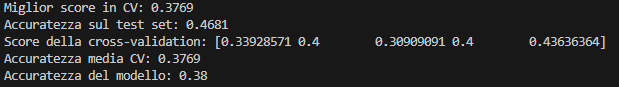 Miglior score in CV: 0.3769
Accuratezza sul test set: 0.4681
Score della cross-validation: [0.33928571 0.4        0.30909091 0.4        0.43636364]
Accuratezza media CV: 0.3769
Accuratezza del modello: 0.38